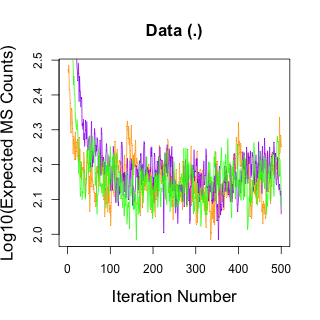 Data (.)
Log10(Expected MS Counts)
2.5
2.4
2.3
2.2
2.1
2.0
0 100 200 300 400 500
Iteration Number